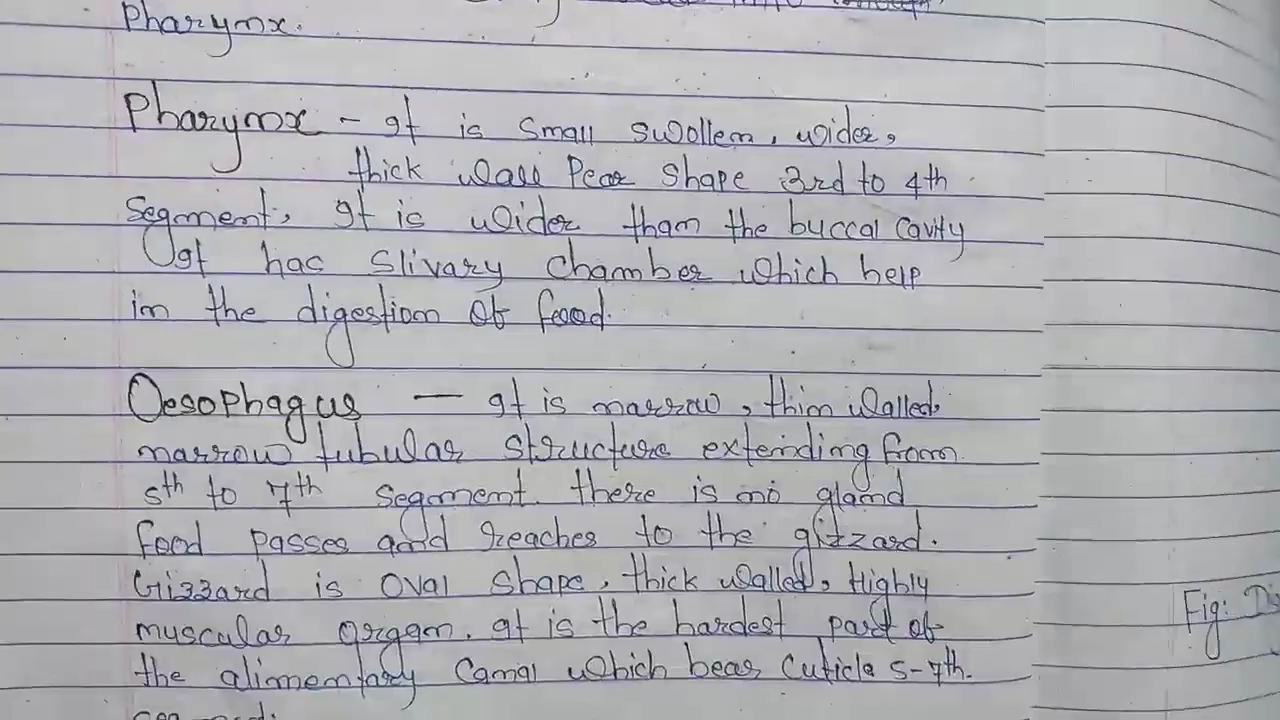 Pharynx.
Pharynx - It is small swollen, wider,
thick wall Pear shape 3rd to 4th
segment, It is wider than the buccal cavity
It has slivary chamber which help
in the digestion of food.
Oesophagus — It is narrow, thin walled.
narrow tubular structure extending from
5th to 7th segment. there is no gland
food passes and reaches to the gizzard.
Gizzard is oval shape, thick walled, Highly
muscular organ. It is the hardest part of
the alimentary canal which bear cuticle 5-7th.
Fig: Di